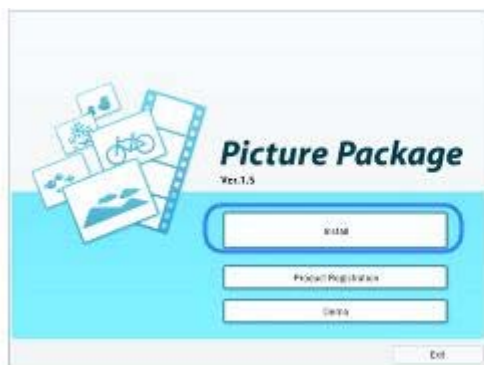 Picture Package
Ver.1.5
Install
Product Registration
Demo
Exit